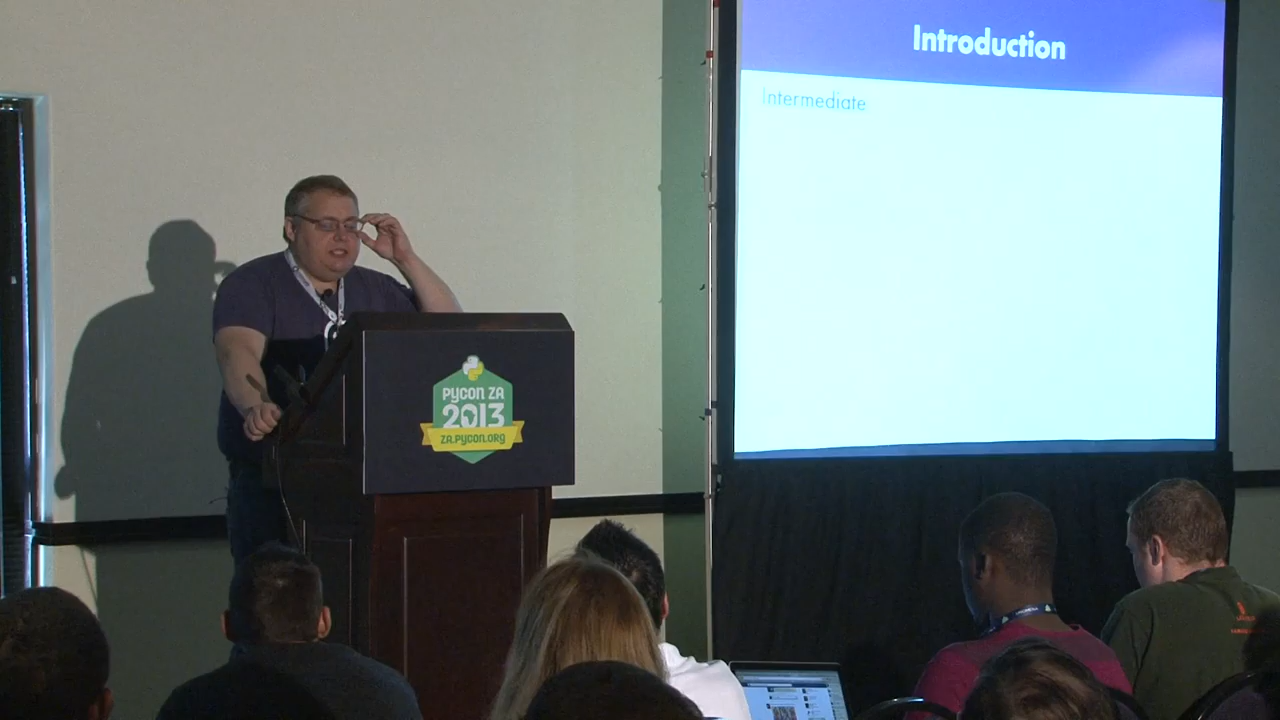 Introduction
Intermediate
PYCON ZA
2013
ZA.PYCON.ORG